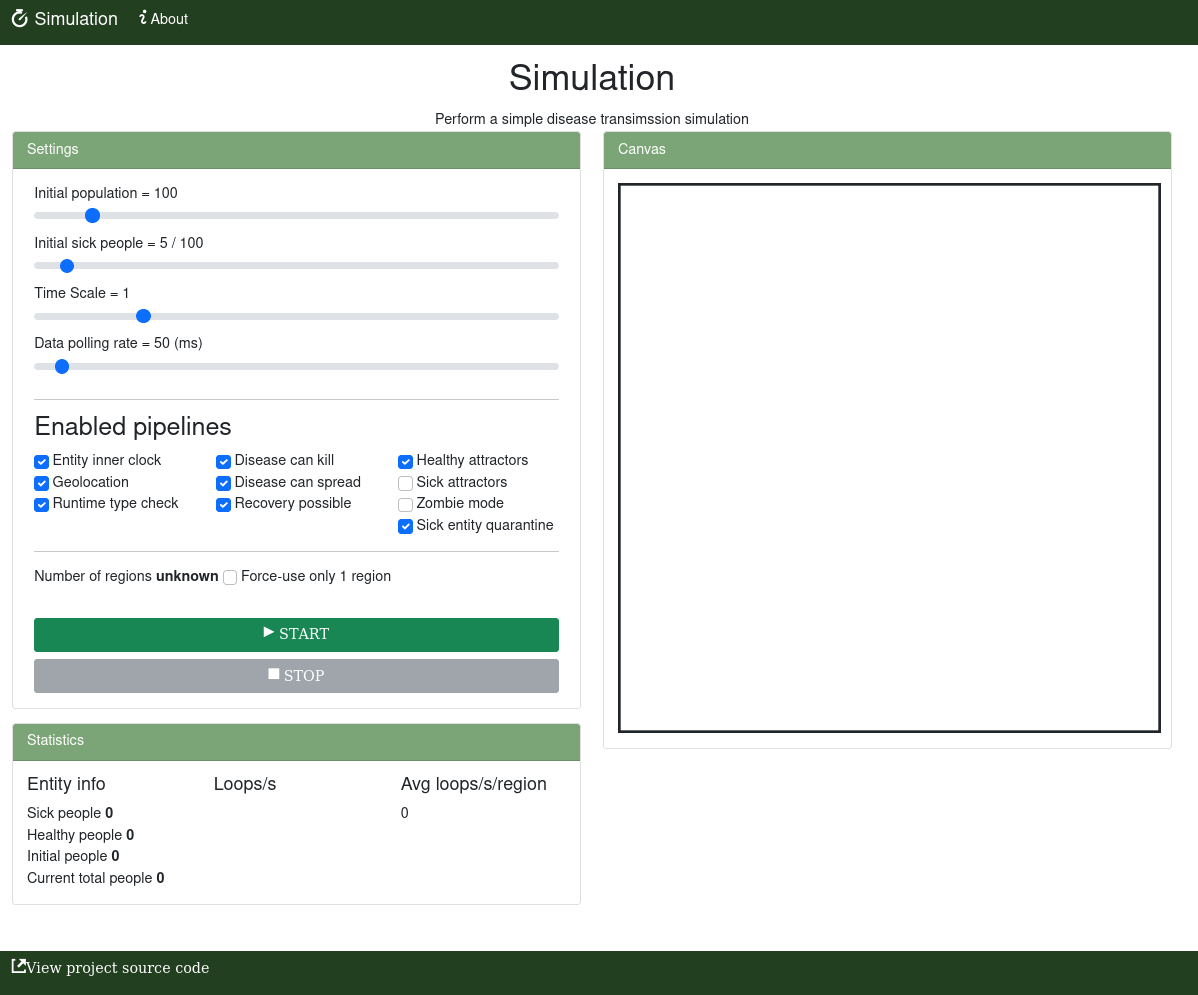 Simulation About
Simulation
Perform a simple disease transimssion simulation
Settings
Initial population = 100
Initial sick people = 5 / 100
Time Scale = 1
Data polling rate = 50 (ms)
Enabled pipelines
Entity inner clock
Geolocation
Runtime type check
Disease can kill
Disease can spread
Recovery possible
Healthy attractors
Sick attractors
Zombie mode
Sick entity quarantine
Number of regions unknown Force-use only 1 region
START
STOP
Statistics
Entity info
Sick people 0
Healthy people 0
Initial people 0
Current total people 0
Loops/s
Avg loops/s/region
0
Canvas
View project source code